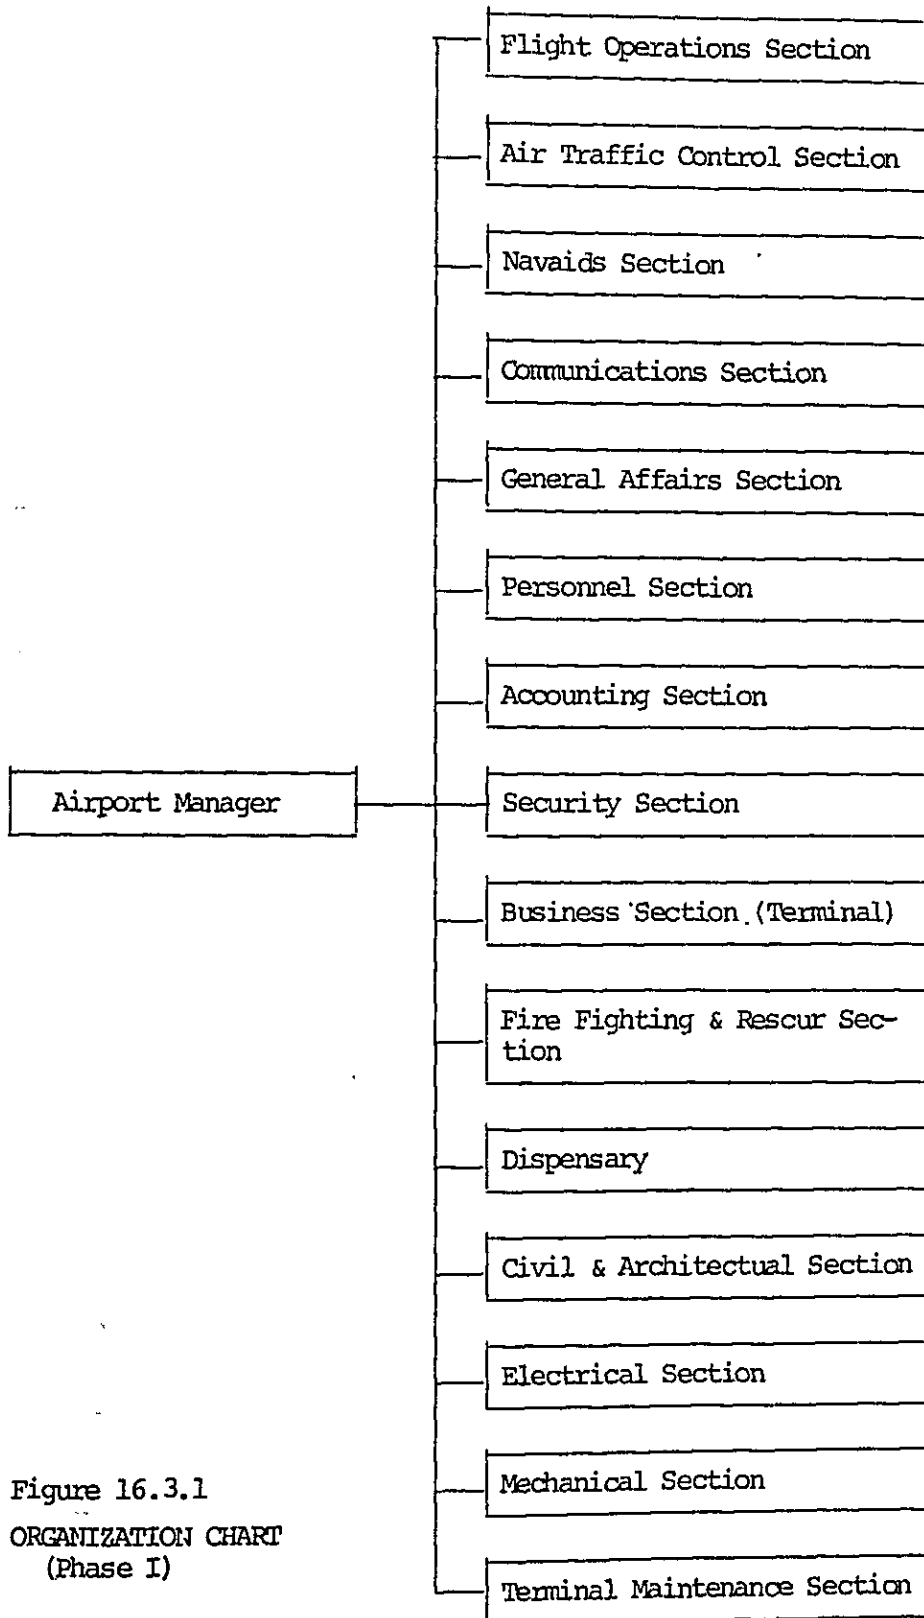 Flight Operations Section
Air Traffic Control Section
Navaids Section
Communications Section
General Affairs Section
Personnel Section
Accounting Section
Airport Manager
Security Section
Business Section (Terminal)
Fire Fighting & Rescur Sec-
tion
Dispensary
Civil & Architectual Section
Electrical Section
Mechanical Section
Terminal Maintenance Section
Figure 16.3.1
ORGANIZATION CHART
(Phase I)